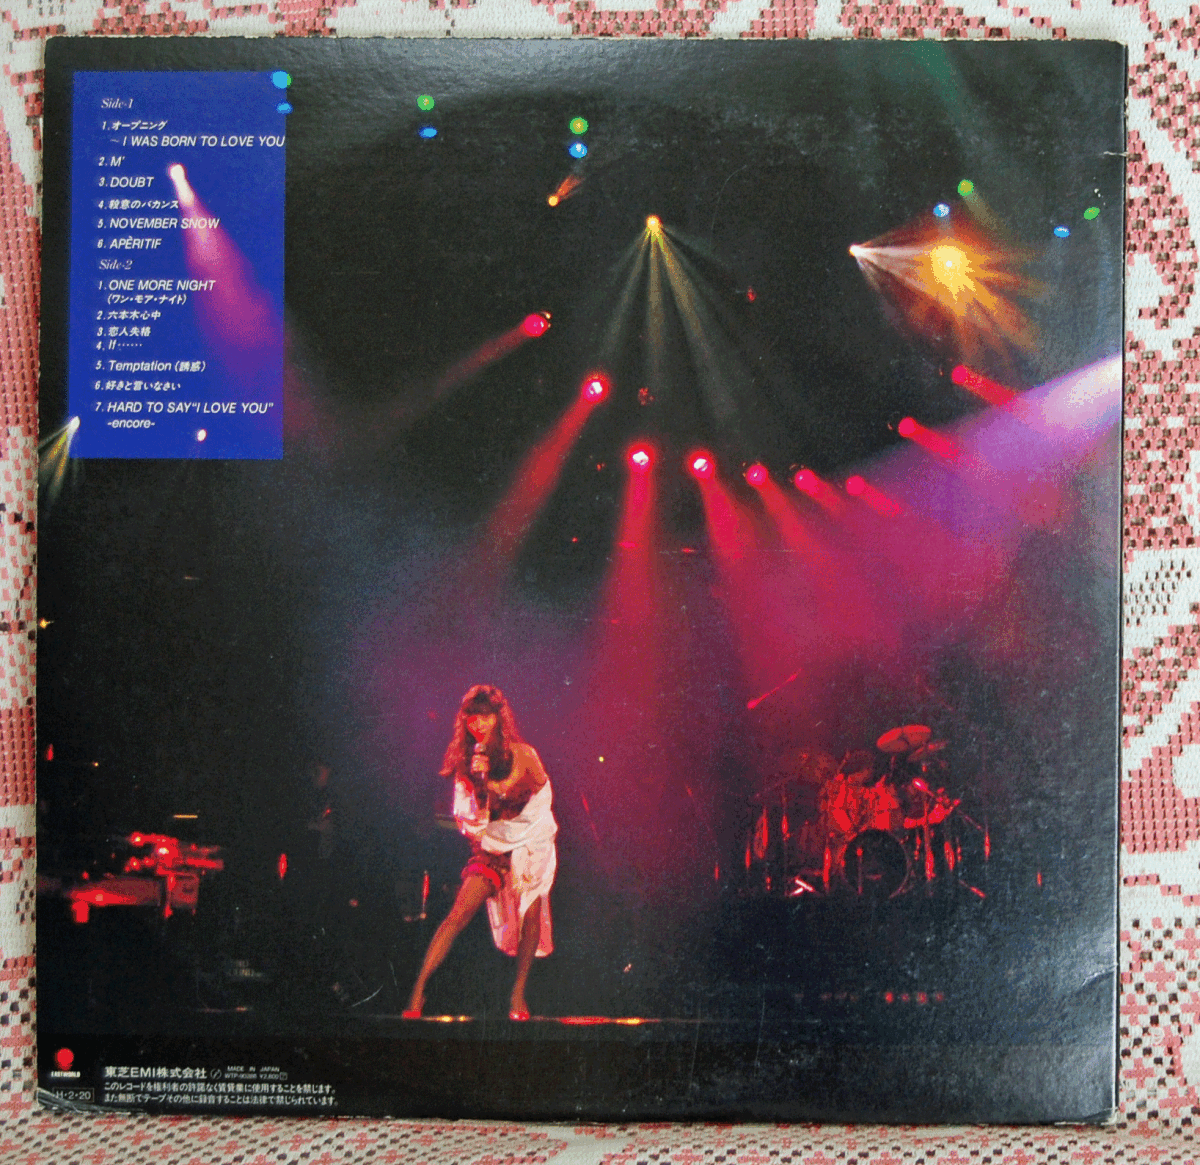 Side-1
1. オープニング
～I WAS BORN TO LOVE YOU
2. M'
3. DOUBT
4. 殺意のバカンス
5. NOVEMBER SNOW
6. APÈRITIF
Side-2
1. ONE MORE NIGHT
(ワン・モア・ナイト)
2. 六本木心中
3. 恋人失格
4. If……
5. Temptation (誘惑)
6. 好きと言いなさい
7. HARD TO SAY "I LOVE YOU"
-encore-
EASTWORLD
東芝EMI株式会社
MADE IN JAPAN
¥2,800
このレコードを権利者の許諾なく賃貸業に使用することを禁じます。
また無断でテープその他に録音することは法律で禁じられています。
H・2・20